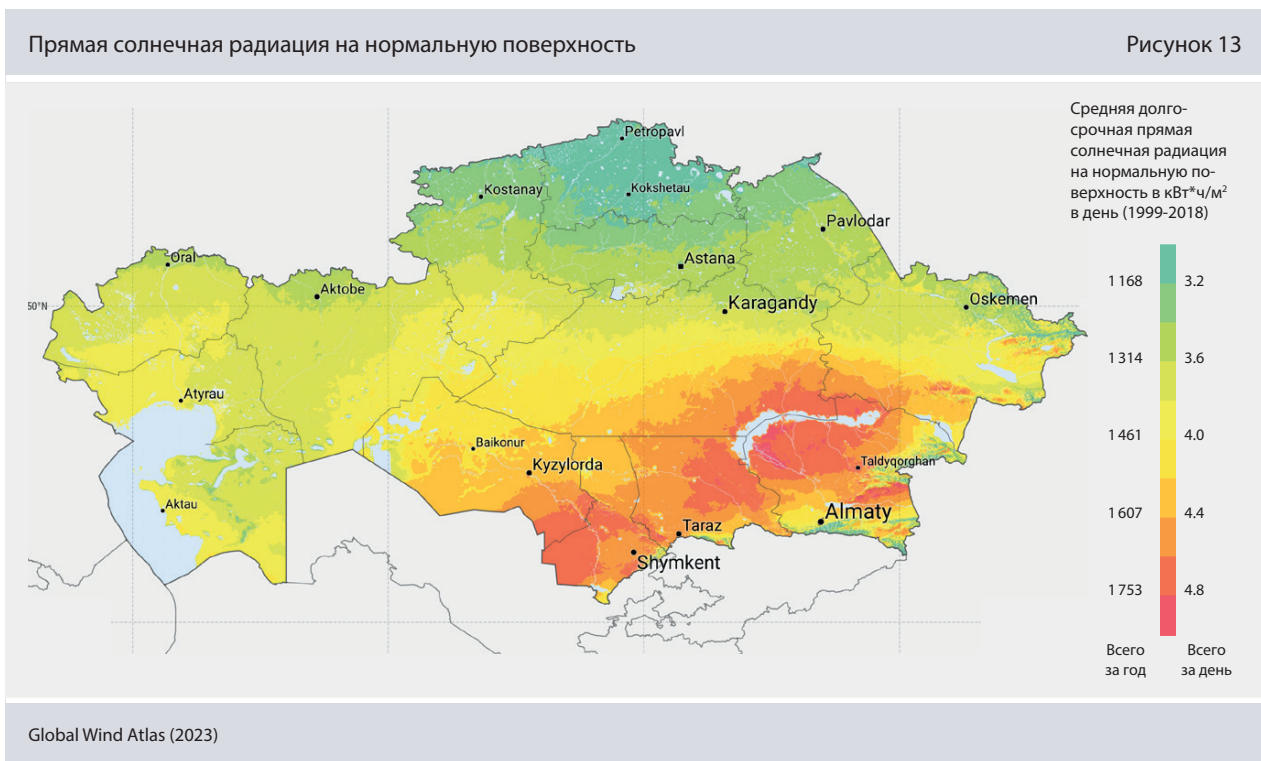 Прямая солнечная радиация на нормальную поверхность
Рисунок 13
Средняя долго-
срочная прямая
солнечная радиация
на нормальную по-
верхность в кВт*ч/м²
в день (1999-2018)
Petropavl
Kostanay
Kokshetau
Pavlodar
Oral
Astana
Aktobe
50°N
Karagandy
Oskemen
Atyrau
Baikonur
Kyzylorda
Taldyqorghan
Aktau
Almaty
Taraz
Shymkent
1 168 3.2
1 314 3.6
1 461 4.0
1 607 4.4
1 753 4.8
Всего Всего
за год за день
Global Wind Atlas (2023)